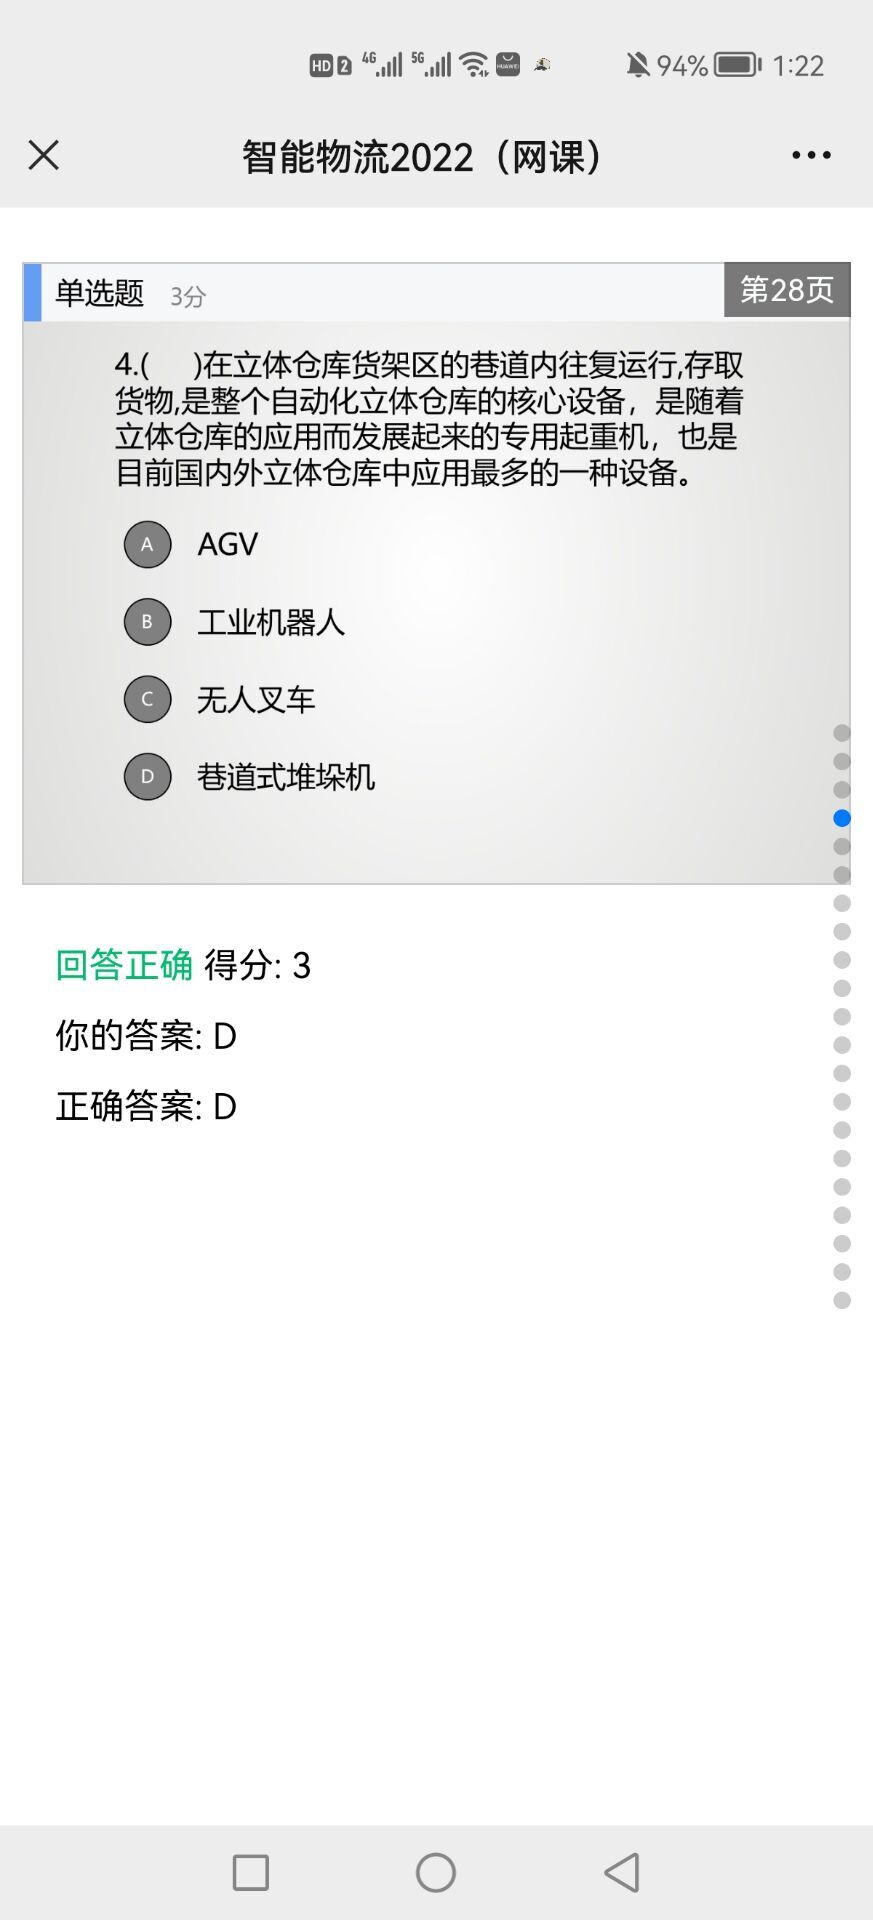 HD 2 4G 5G HUAWEI 94% 1:22
智能物流2022（网课）
单选题 3分 第28页
4.( )在立体仓库货架区的巷道内往复运行,存取
货物,是整个自动化立体仓库的核心设备，是随着
立体仓库的应用而发展起来的专用起重机，也是
目前国内外立体仓库中应用最多的一种设备。
A AGV
B 工业机器人
C 无人叉车
D 巷道式堆垛机
回答正确 得分: 3
你的答案: D
正确答案: D